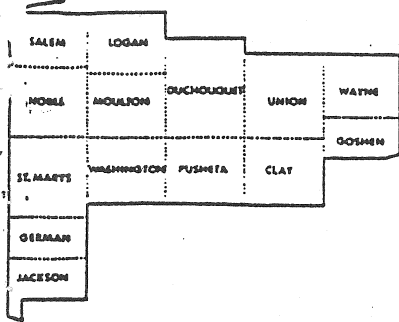 SALEM
LOGAN
NOBLE
MOULTON
DUCHOUQUET
UNION
WAYNE
GOSHEN
ST. MARYS
WASHINGTON
PUSHETA
CLAY
GERMAN
JACKSON